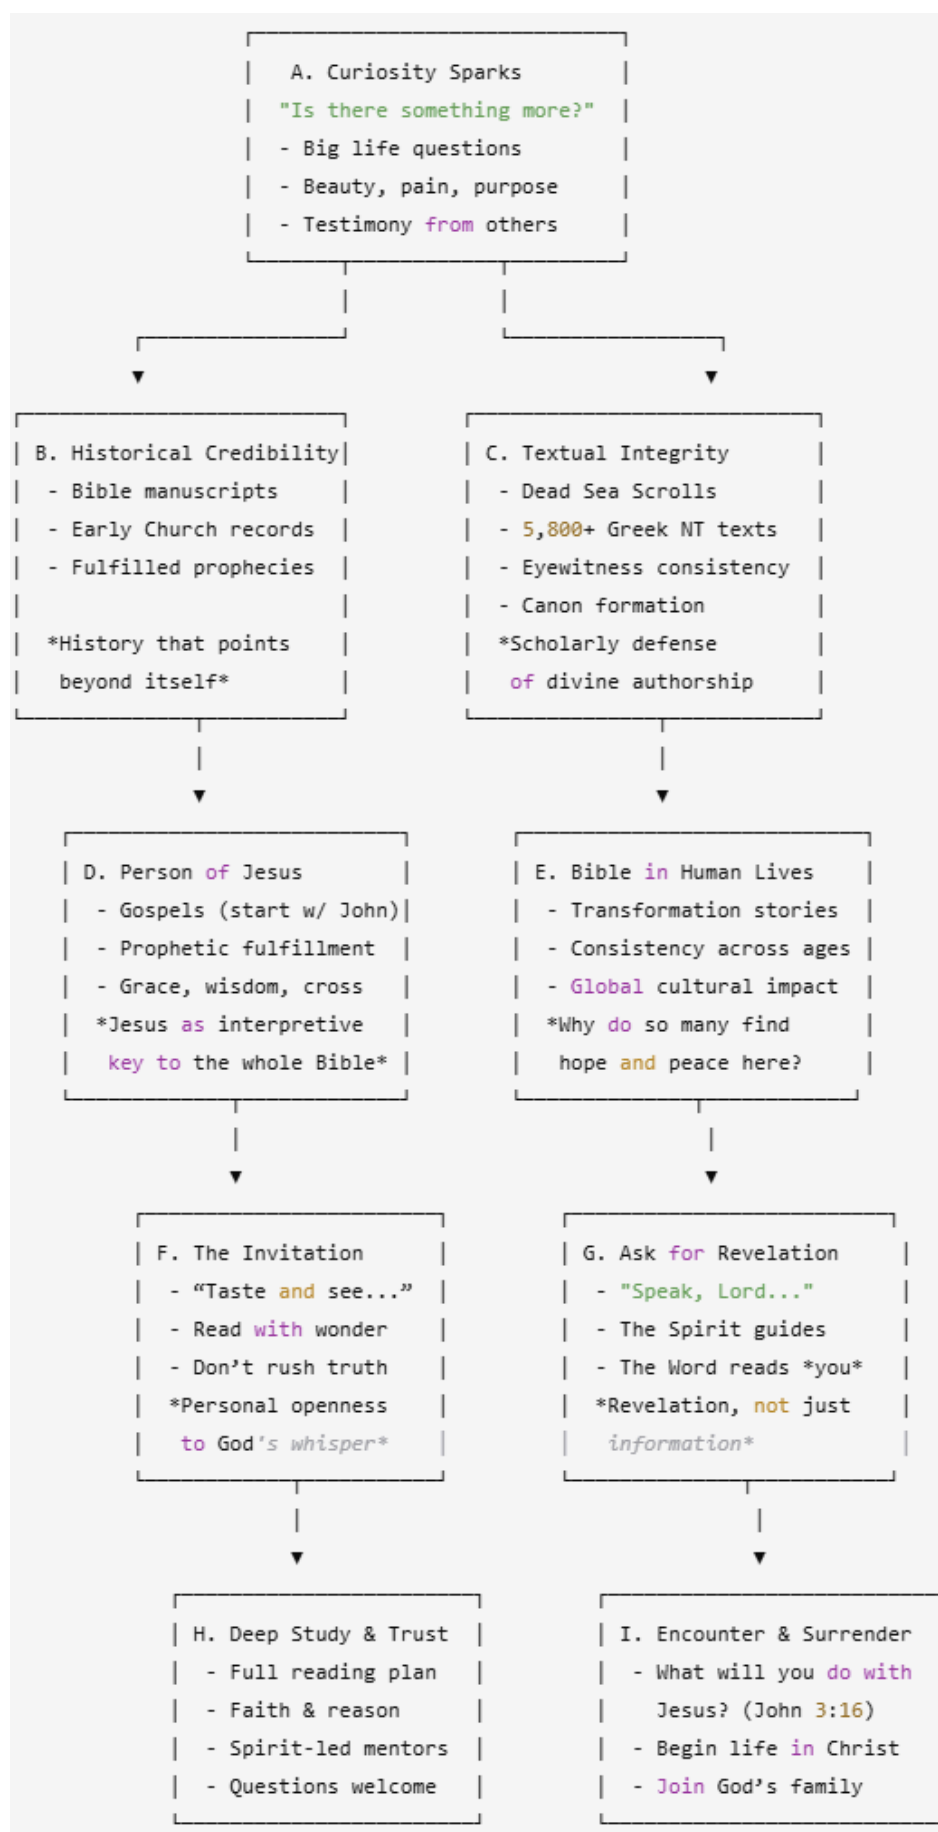 A. Curiosity Sparks
"Is there something more?"
- Big life questions
- Beauty, pain, purpose
- Testimony from others
B. Historical Credibility
- Bible manuscripts
- Early Church records
- Fulfilled prophecies
*History that points
beyond itself*
C. Textual Integrity
- Dead Sea Scrolls
- 5,800+ Greek NT texts
- Eyewitness consistency
- Canon formation
*Scholarly defense
of divine authorship
D. Person of Jesus
- Gospels (start w/ John)
- Prophetic fulfillment
- Grace, wisdom, cross
*Jesus as interpretive
key to the whole Bible*
E. Bible in Human Lives
- Transformation stories
- Consistency across ages
- Global cultural impact
*Why do so many find
hope and peace here?
F. The Invitation
- “Taste and see...”
- Read with wonder
- Don’t rush truth
*Personal openness
to God's whisper*
G. Ask for Revelation
- "Speak, Lord..."
- The Spirit guides
- The Word reads *you*
*Revelation, not just
information*
H. Deep Study & Trust
- Full reading plan
- Faith & reason
- Spirit-led mentors
- Questions welcome
I. Encounter & Surrender
- What will you do with
Jesus? (John 3:16)
- Begin life in Christ
- Join God’s family